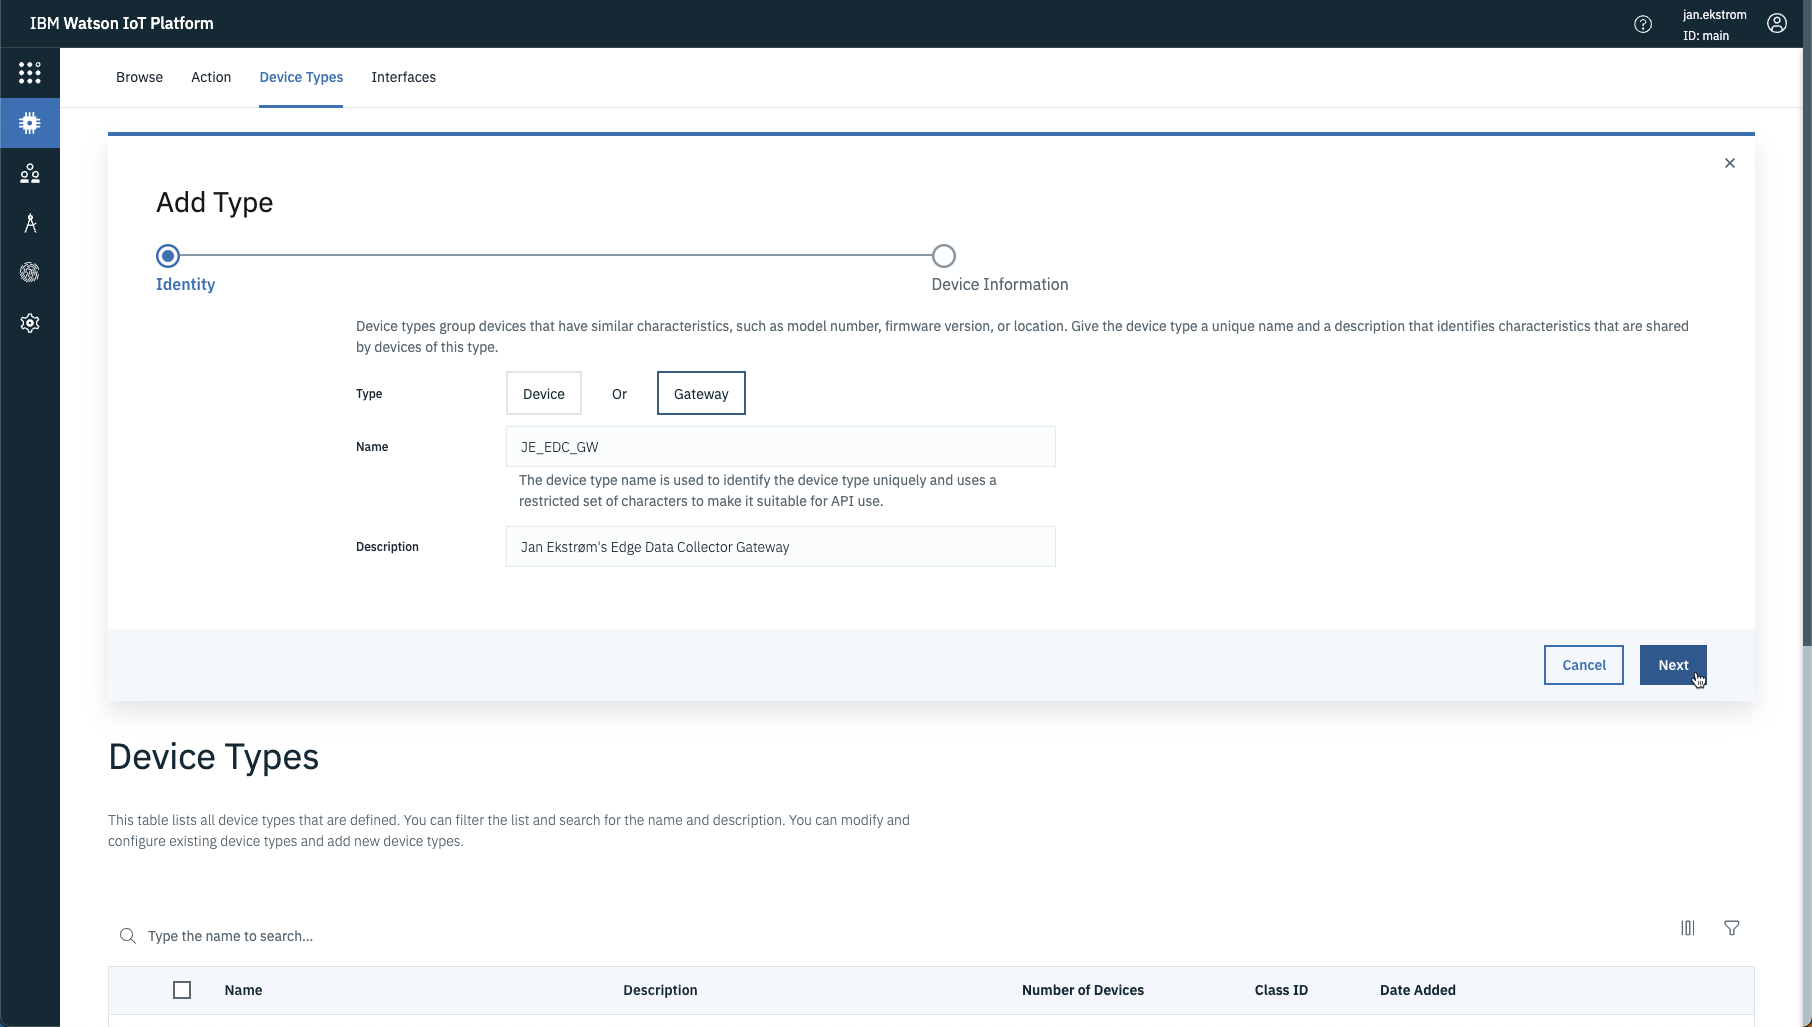 IBM Watson IoT Platform
jan.ekstrom
ID: main
Browse Action Device Types Interfaces
Add Type
Identity Device Information
Device types group devices that have similar characteristics, such as model number, firmware version, or location. Give the device type a unique name and a description that identifies characteristics that are shared
by devices of this type.
Type Device Or Gateway
Name JE_EDC_GW
The device type name is used to identify the device type uniquely and uses a
restricted set of characters to make it suitable for API use.
Description Jan Ekstrøm's Edge Data Collector Gateway
Cancel Next
Device Types
This table lists all device types that are defined. You can filter the list and search for the name and description. You can modify and
configure existing device types and add new device types.
Type the name to search...
Name Description Number of Devices Class ID Date Added